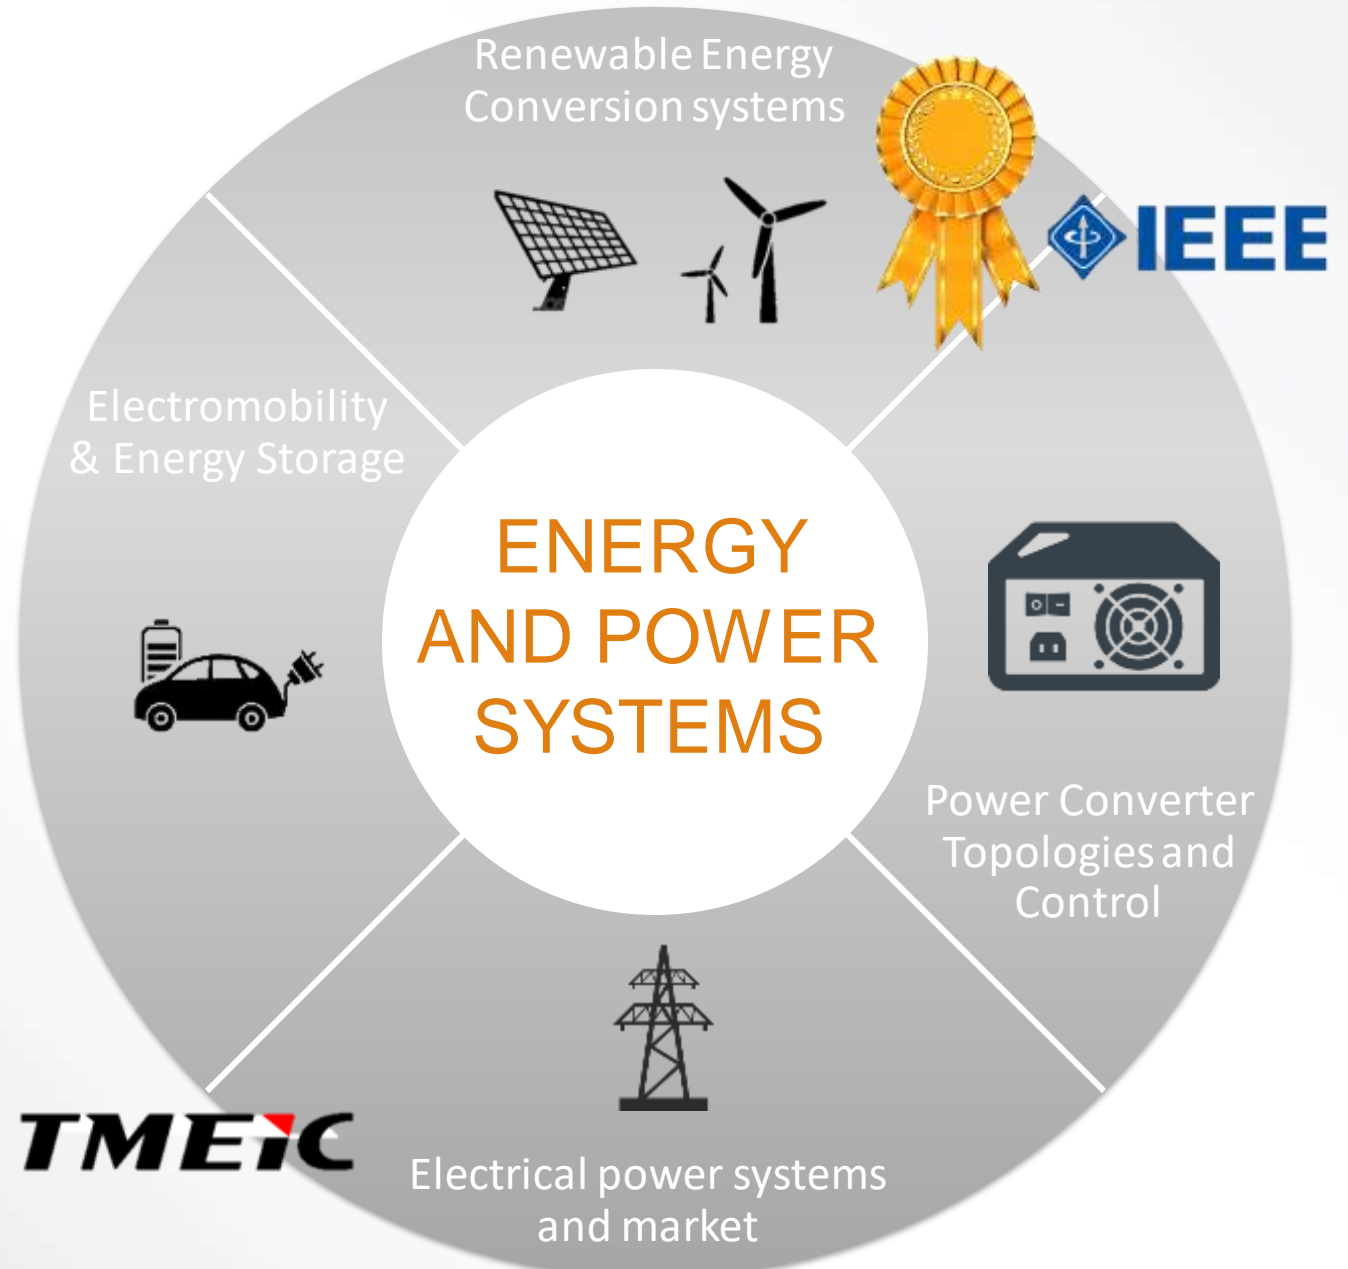 Renewable Energy
Conversion systems
IEEE
Electromobility
& Energy Storage
ENERGY
AND POWER
SYSTEMS
Power Converter
Topologies and
Control
TMEiC
Electrical power systems
and market